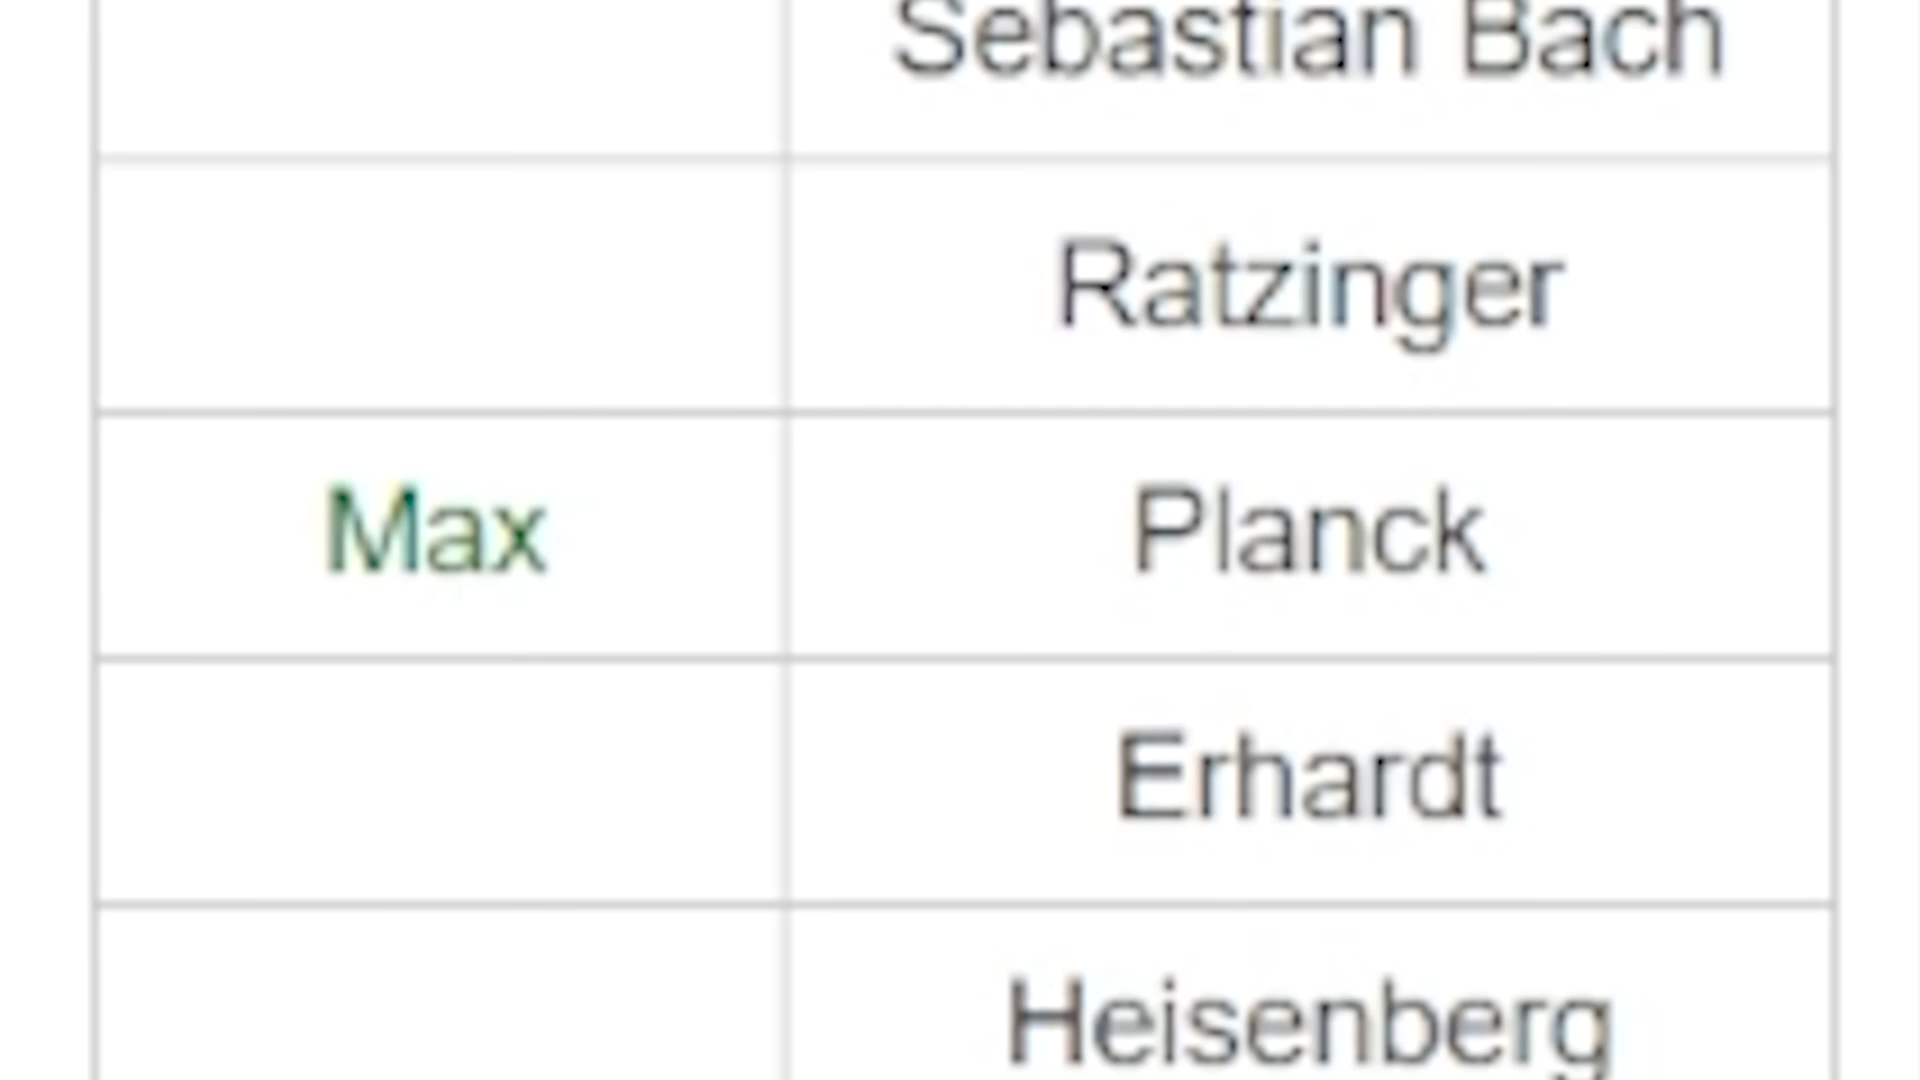 Sebastian Bach
Ratzinger
Max Planck
Erhardt
Heisenberg